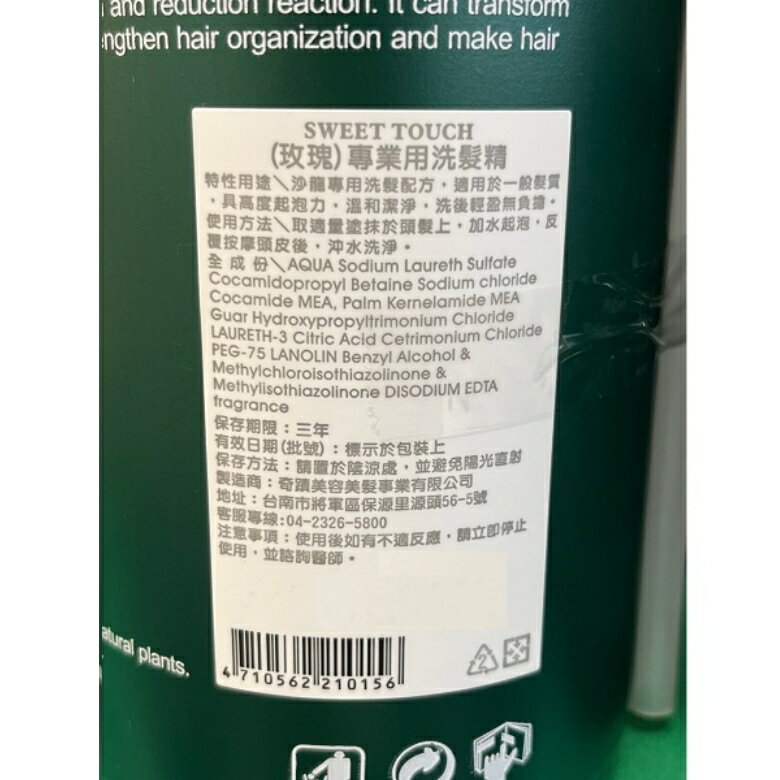 and reduction reaction. It can transform
ngthen hair organization and make hair
SWEET TOUCH
(玫瑰)專業用洗髮精
特性用途＼沙龍專用洗髮配方，適用於一般髮質
，具高度起泡力，溫和潔淨，洗後輕盈無負擔。
使用方法＼取適量塗抹於頭髮上，加水起泡，反
覆按摩頭皮後，沖水洗淨。
全 成 份＼AQUA Sodium Laureth Sulfate
Cocamidopropyl Betaine Sodium chloride
Cocamide MEA, Palm Kernelamide MEA
Guar Hydroxypropyltrimonium Chloride
LAURETH-3 Citric Acid Cetrimonium Chloride
PEG-75 LANOLIN Benzyl Alcohol &
Methylchloroisothiazolinone &
Methylisothiazolinone DISODIUM EDTA
fragrance
保存期限：三年
有效日期(批號)：標示於包裝上
保存方法：請置於陰涼處，並避免陽光直射
製造商：奇蹟美容美髮事業有限公司
地址：台南市將軍區保源里源頭56-5號
客服專線:04-2326-5800
注意事項：使用後如有不適反應，請立即停止
使用，並諮詢醫師。
atural plants.
4 710562 210156
2